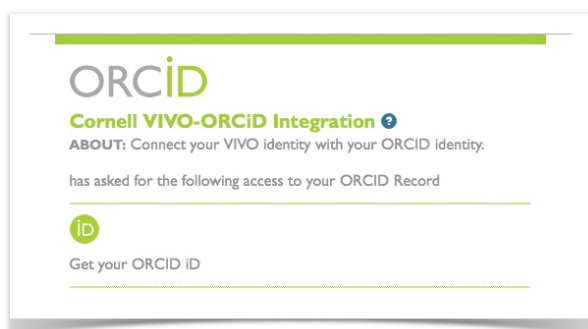 ORCiD
Cornell VIVO-ORCiD Integration ?
ABOUT: Connect your VIVO identity with your ORCID identity.
has asked for the following access to your ORCID Record
iD
Get your ORCID iD